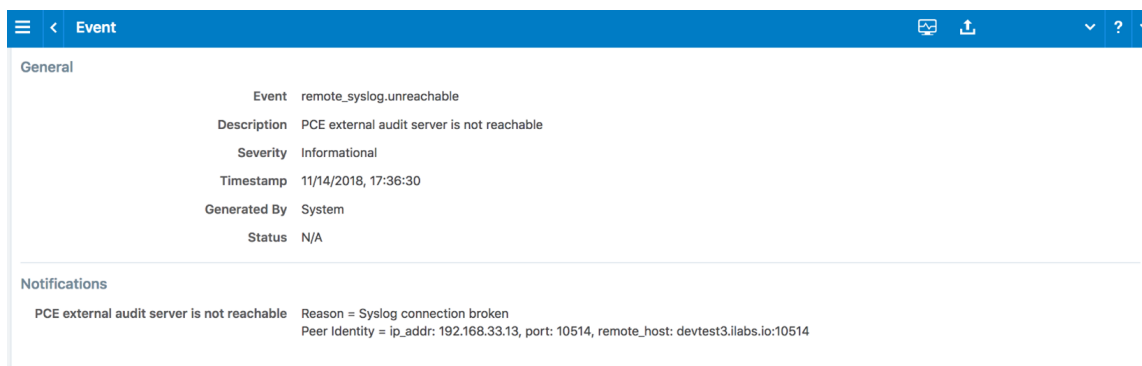 Event
?
General
Event remote_syslog.unreachable
Description PCE external audit server is not reachable
Severity Informational
Timestamp 11/14/2018, 17:36:30
Generated By System
Status N/A
Notifications
PCE external audit server is not reachable Reason = Syslog connection broken
Peer Identity = ip_addr: 192.168.33.13, port: 10514, remote_host: devtest3.ilabs.io:10514